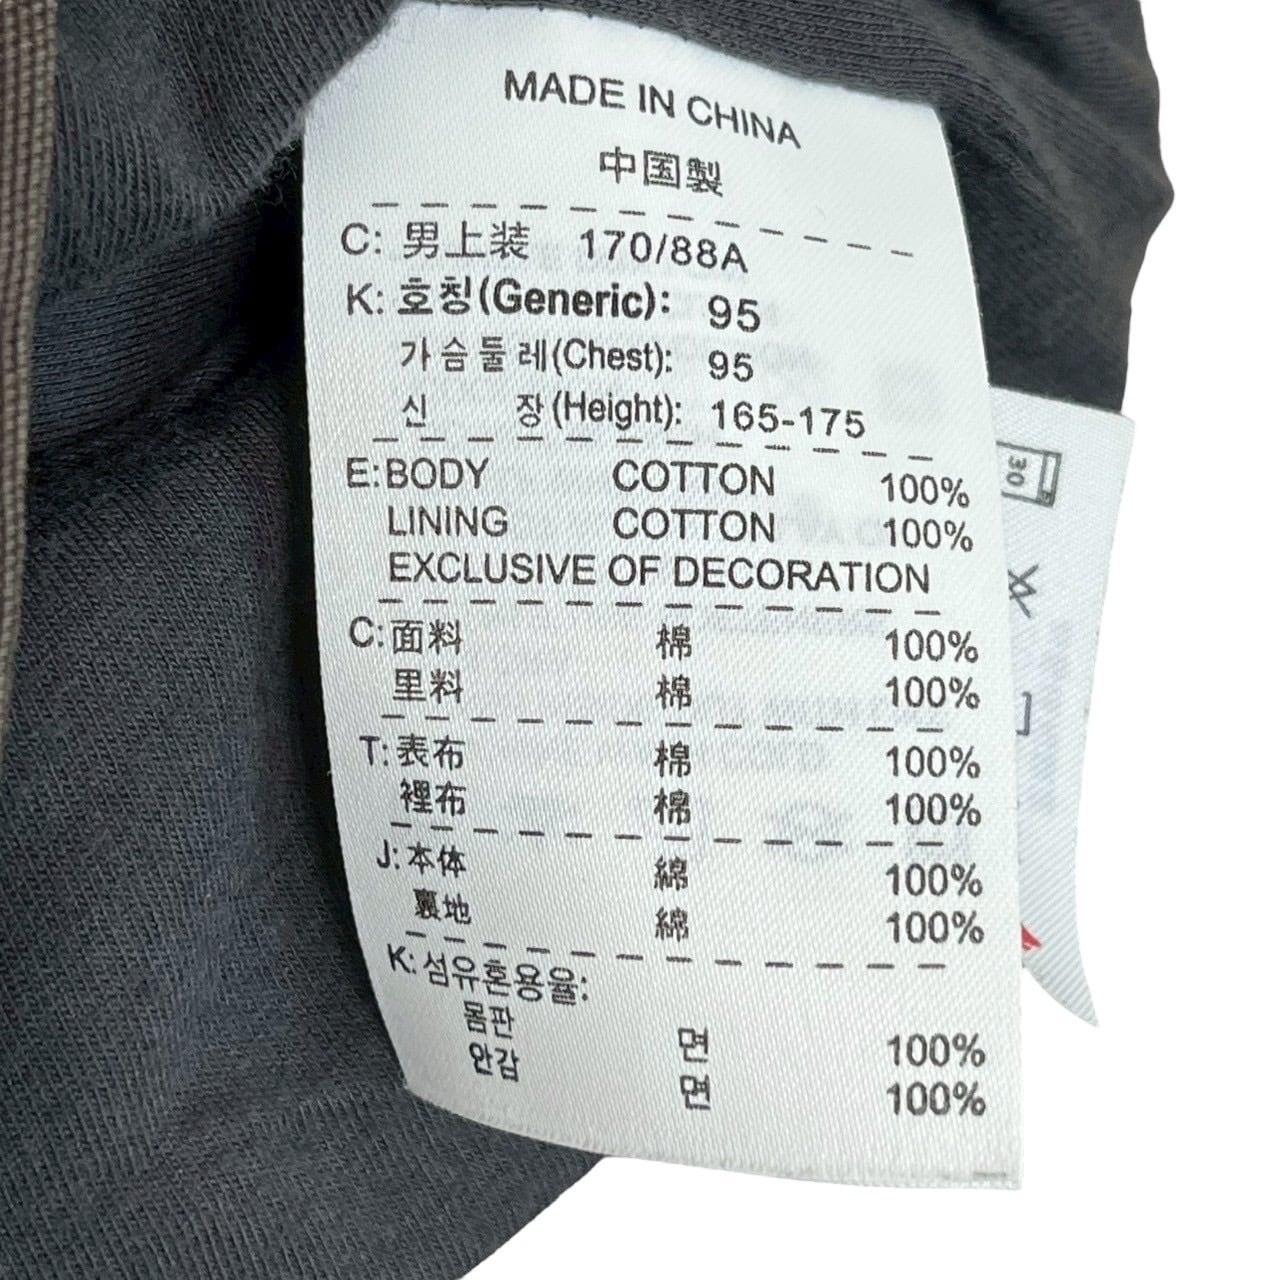 MADE IN CHINA
中国製
C: 男上装 170/88A
K: 호칭(Generic): 95
가슴둘레(Chest): 95
신 장(Height): 165-175
E: BODY COTTON 100%
LINING COTTON 100%
EXCLUSIVE OF DECORATION
C: 面料 棉 100%
里料 棉 100%
T: 表布 棉 100%
裡布 棉 100%
J: 本体 綿 100%
裏地 綿 100%
K: 섬유혼용율:
몸판 면 100%
안감 면 100%
30